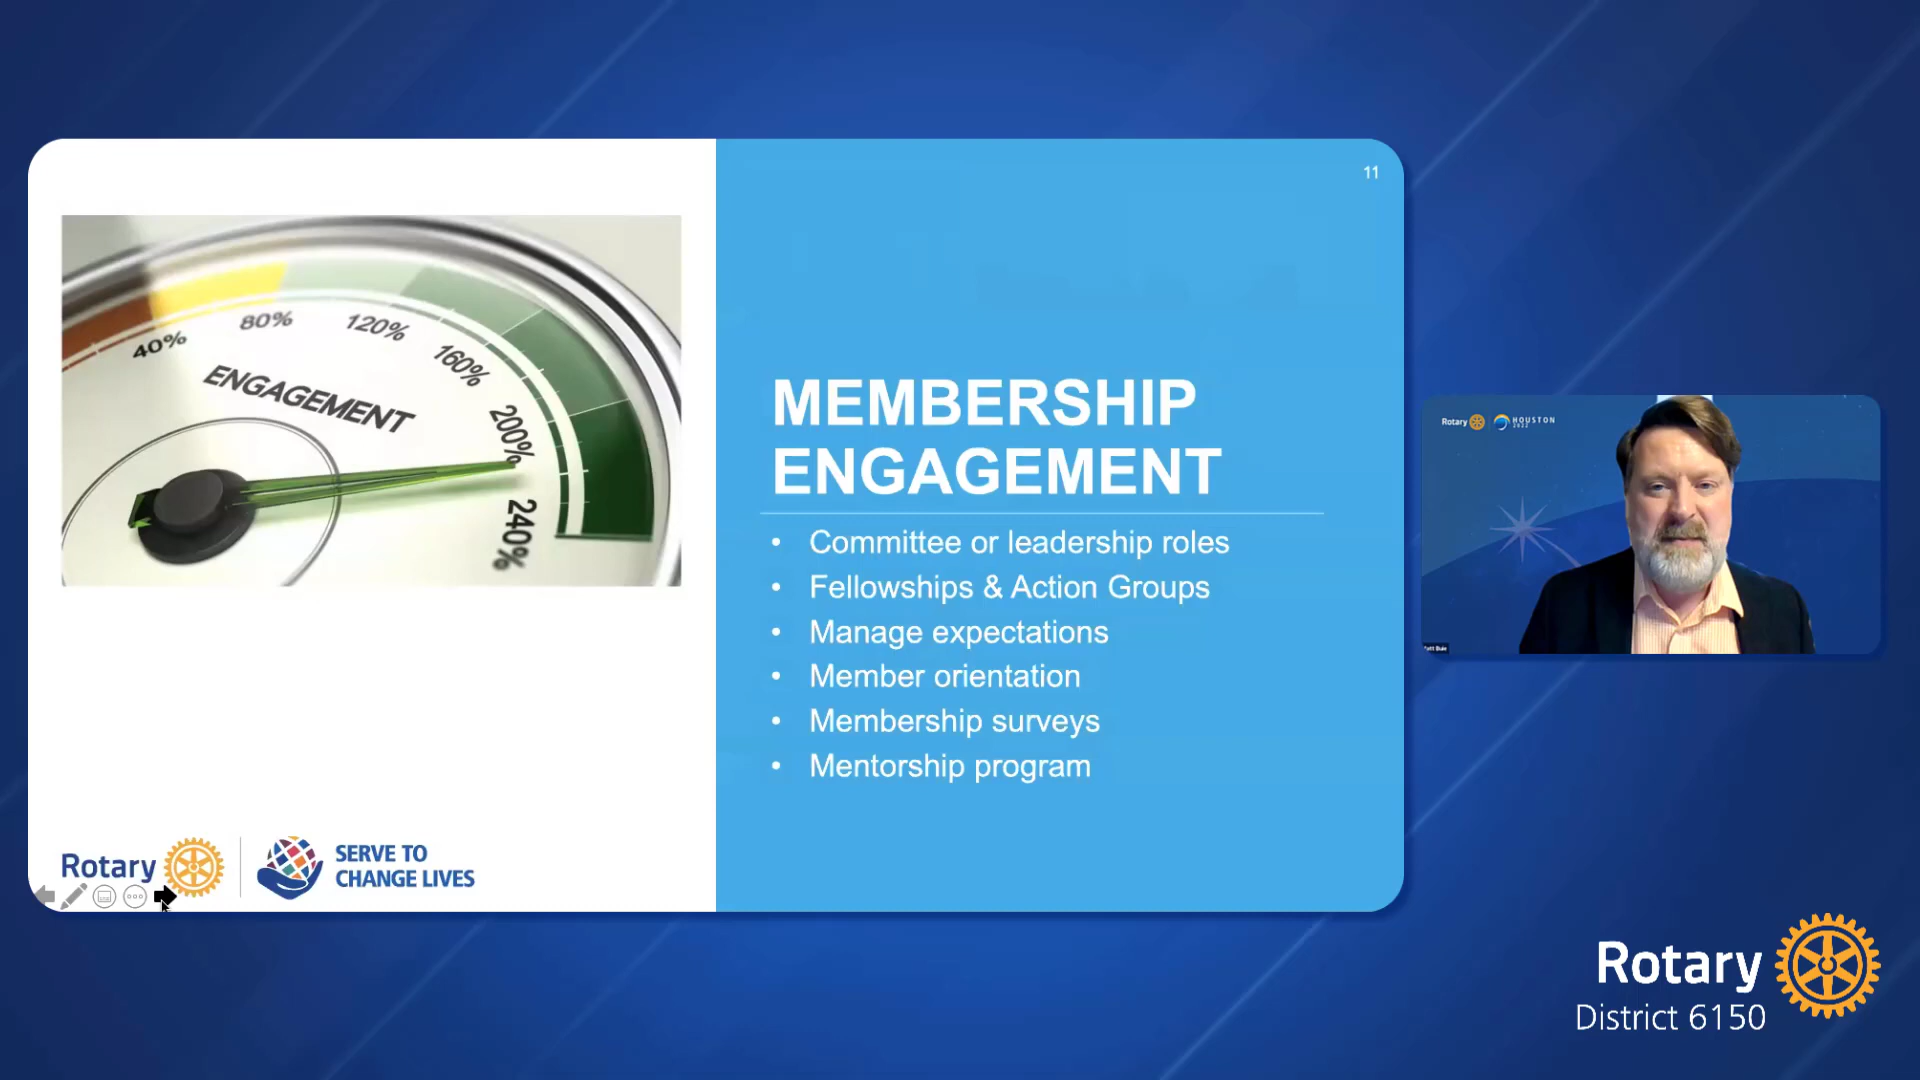 11
40%
80%
120%
160%
200%
240%
ENGAGEMENT
MEMBERSHIP
ENGAGEMENT
• Committee or leadership roles
• Fellowships & Action Groups
• Manage expectations
• Member orientation
• Membership surveys
• Mentorship program
Rotary
SERVE TO
CHANGE LIVES
Rotary
HOUSTON
2022
Rotary
District 6150